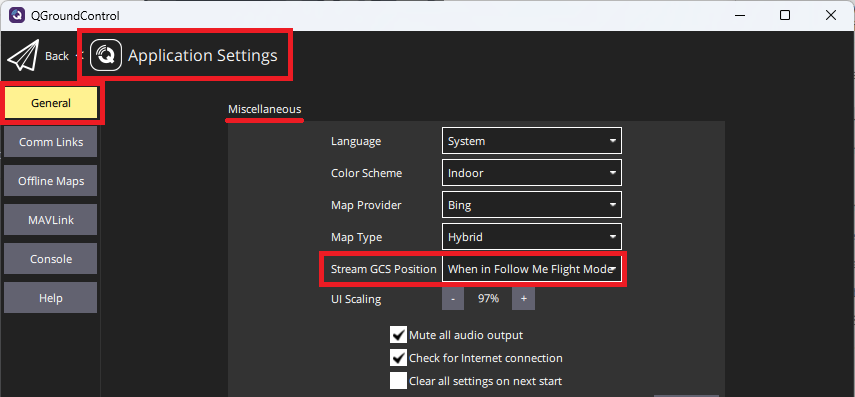 QGroundControl
Back < Application Settings
General
Comm Links
Offline Maps
MAVLink
Console
Help
Miscellaneous
Language System
Color Scheme Indoor
Map Provider Bing
Map Type Hybrid
Stream GCS Position When in Follow Me Flight Mode
UI Scaling - 97% +
Mute all audio output
Check for Internet connection
Clear all settings on next start